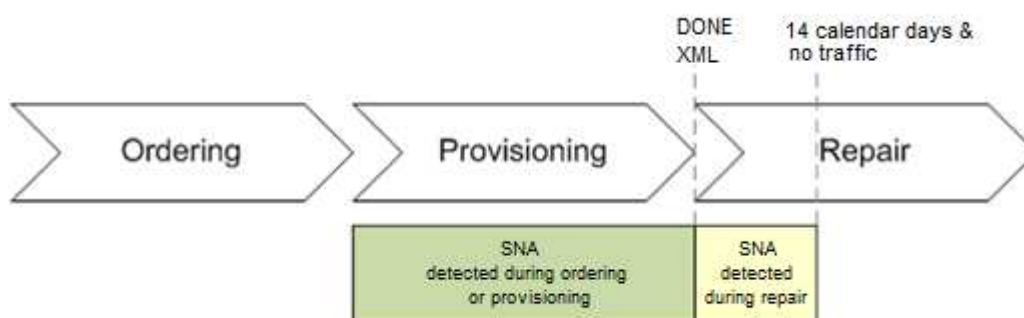 DONE
XML
14 calendar days &
no traffic
Ordering
Provisioning
Repair
SNA
detected during ordering
or provisioning
SNA
detected
during repair